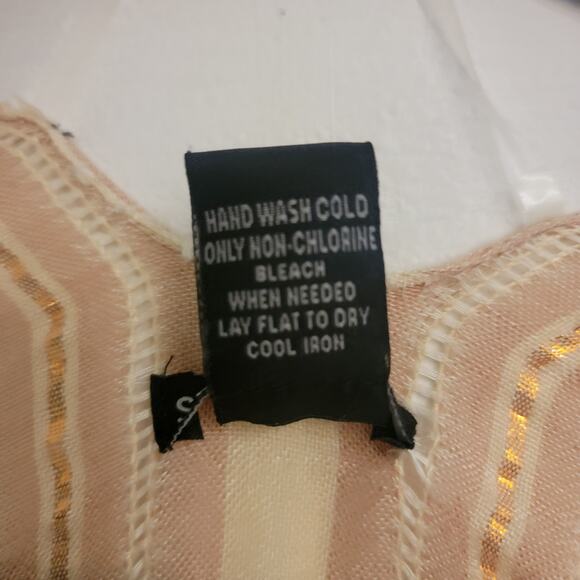 HAND WASH COLD
ONLY NON-CHLORINE
BLEACH
WHEN NEEDED
LAY FLAT TO DRY
COOL IRON
S